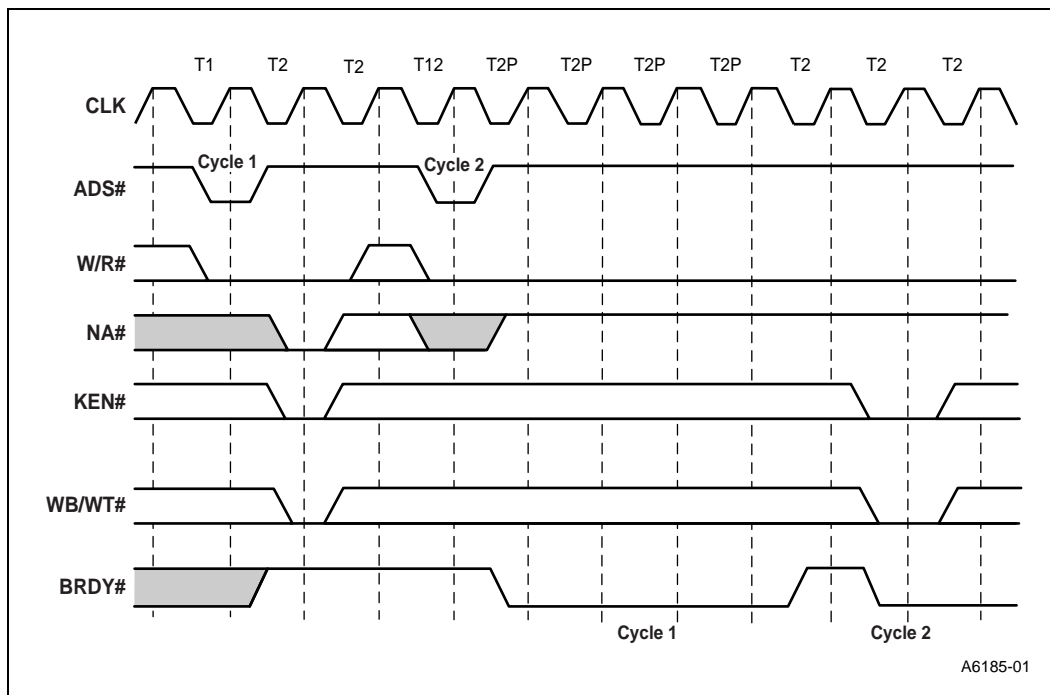 T1 T2 T2 T12 T2P T2P T2P T2P T2 T2 T2
CLK
Cycle 1 Cycle 2
ADS#
W/R#
NA#
KEN#
WB/WT#
BRDY#
Cycle 1 Cycle 2
A6185-01